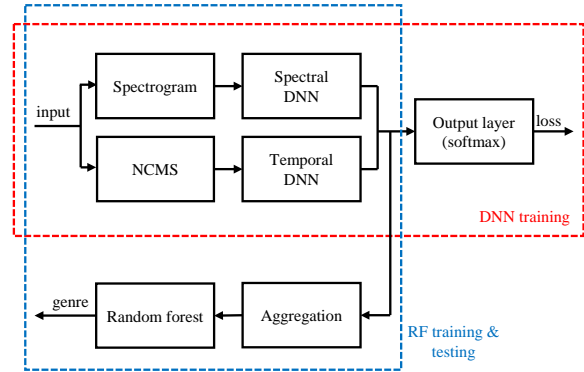 input
Spectrogram
Spectral
DNN
NCMS
Temporal
DNN
Output layer
(softmax)
loss
DNN training
genre
Random forest
Aggregation
RF training &
testing